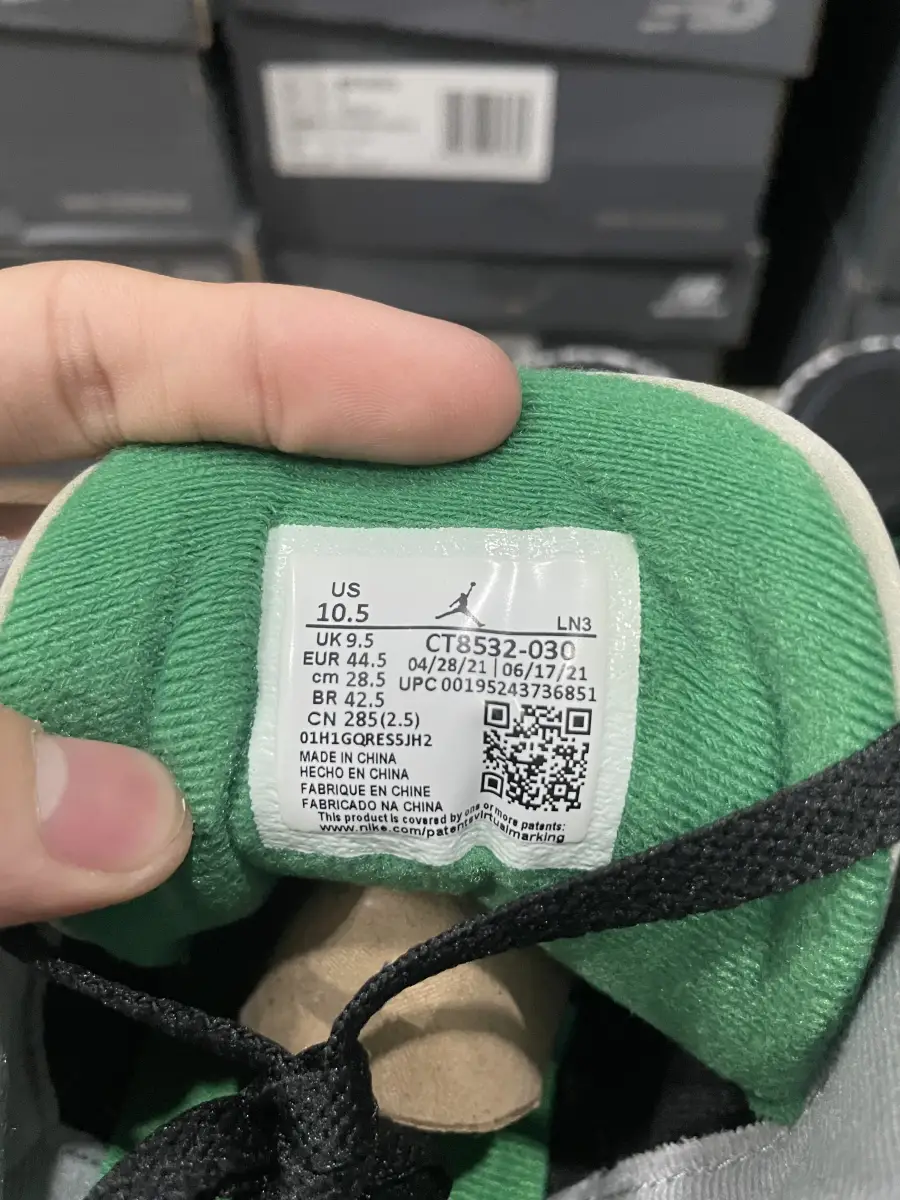 US
10.5
LN3
UK 9.5
CT8532-030
EUR 44.5
04/28/21 | 06/17/21
cm 28.5
UPC 00195243736851
BR 42.5
CN 285(2.5)
01H1GQRES5JH2
MADE IN CHINA
HECHO EN CHINA
FABRIQUE EN CHINE
FABRICADO NA CHINA
This product is covered by one or more patents:
www.nike.com/patentsvirtualmarking